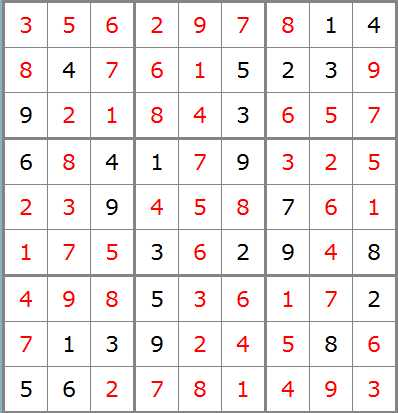 3 5 6 2 9 7 8 1 4
8 4 7 6 1 5 2 3 9
9 2 1 8 4 3 6 5 7
6 8 4 1 7 9 3 2 5
2 3 9 4 5 8 7 6 1
1 7 5 3 6 2 9 4 8
4 9 8 5 3 6 1 7 2
7 1 3 9 2 4 5 8 6
5 6 2 7 8 1 4 9 3